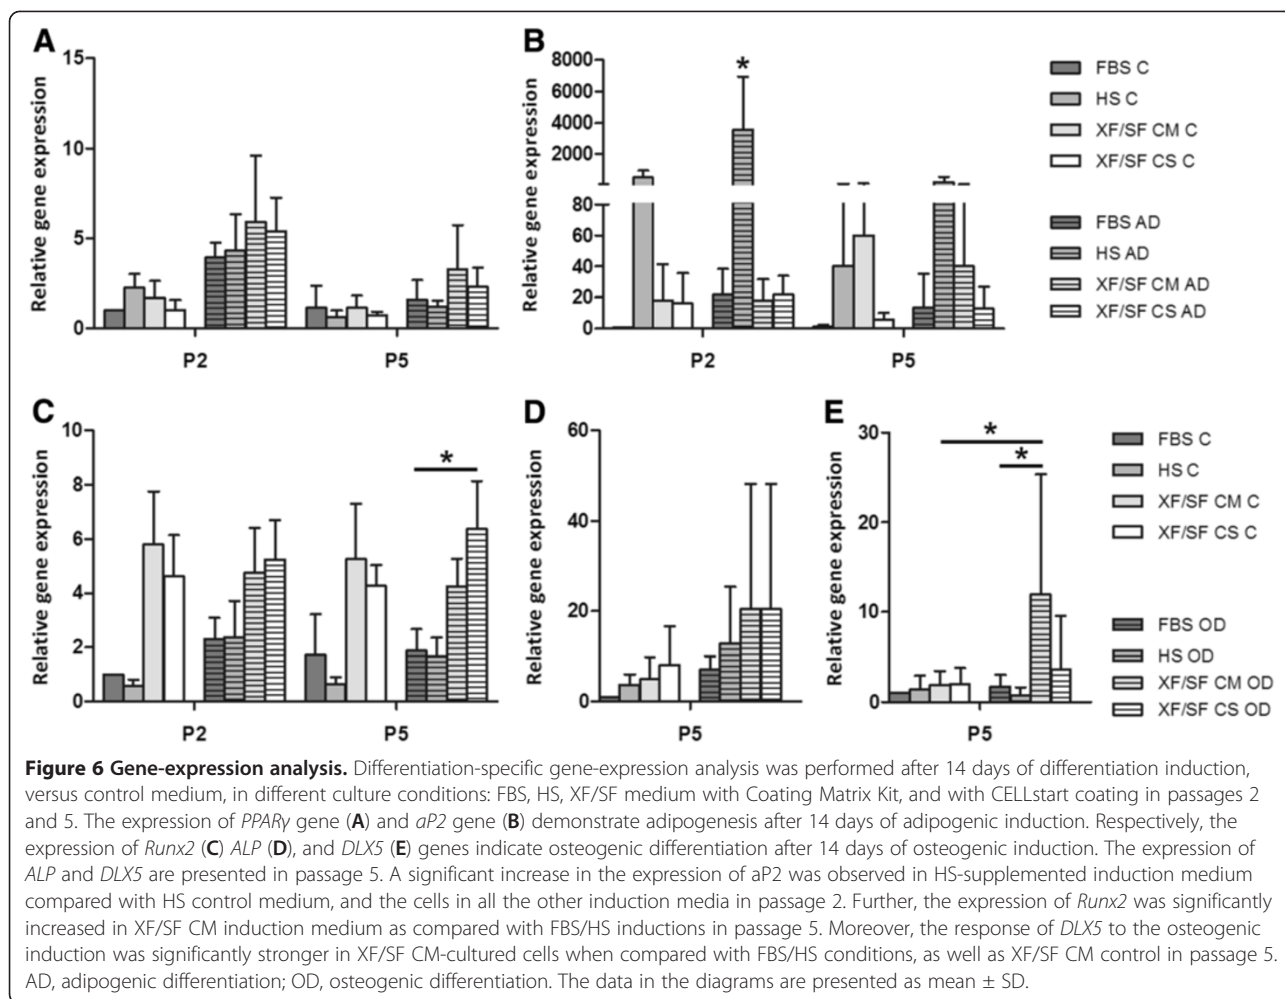 A
Relative gene expression
15
10
5
0
P2
P5
B
Relative gene expression
8000
6000
4000
2000
80
60
40
20
0
*
P2
P5
FBS C
HS C
XF/SF CM C
XF/SF CS C
FBS AD
HS AD
XF/SF CM AD
XF/SF CS AD
C
Relative gene expression
10
8
6
4
2
0
*
P2
P5
D
Relative gene expression
60
40
20
0
P5
E
Relative gene expression
30
20
10
0
*
*
P5
FBS C
HS C
XF/SF CM C
XF/SF CS C
FBS OD
HS OD
XF/SF CM OD
XF/SF CS OD
Figure 6 Gene-expression analysis. Differentiation-specific gene-expression analysis was performed after 14 days of differentiation induction,
versus control medium, in different culture conditions: FBS, HS, XF/SF medium with Coating Matrix Kit, and with CELLstart coating in passages 2
and 5. The expression of PPARγ gene (A) and aP2 gene (B) demonstrate adipogenesis after 14 days of adipogenic induction. Respectively, the
expression of Runx2 (C) ALP (D), and DLX5 (E) genes indicate osteogenic differentiation after 14 days of osteogenic induction. The expression of
ALP and DLX5 are presented in passage 5. A significant increase in the expression of aP2 was observed in HS-supplemented induction medium
compared with HS control medium, and the cells in all the other induction media in passage 2. Further, the expression of Runx2 was significantly
increased in XF/SF CM induction medium as compared with FBS/HS inductions in passage 5. Moreover, the response of DLX5 to the osteogenic
induction was significantly stronger in XF/SF CM-cultured cells when compared with FBS/HS conditions, as well as XF/SF CM control in passage 5.
AD, adipogenic differentiation; OD, osteogenic differentiation. The data in the diagrams are presented as mean ± SD.